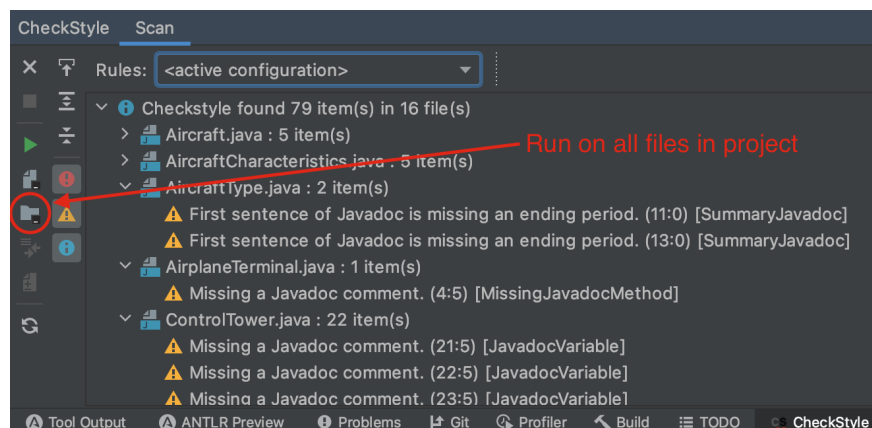 CheckStyle Scan
Rules: <active configuration>
Checkstyle found 79 item(s) in 16 file(s)
Aircraft.java : 5 item(s)
Run on all files in project
AircraftCharacteristics.java : 5 item(s)
AircraftType.java : 2 item(s)
First sentence of Javadoc is missing an ending period. (11:0) [SummaryJavadoc]
First sentence of Javadoc is missing an ending period. (13:0) [SummaryJavadoc]
AirplaneTerminal.java : 1 item(s)
Missing a Javadoc comment. (4:5) [MissingJavadocMethod]
ControlTower.java : 22 item(s)
Missing a Javadoc comment. (21:5) [JavadocVariable]
Missing a Javadoc comment. (22:5) [JavadocVariable]
Missing a Javadoc comment. (23:5) [JavadocVariable]
Tool Output ANTLR Preview Problems Git Profiler Build TODO CS CheckStyle